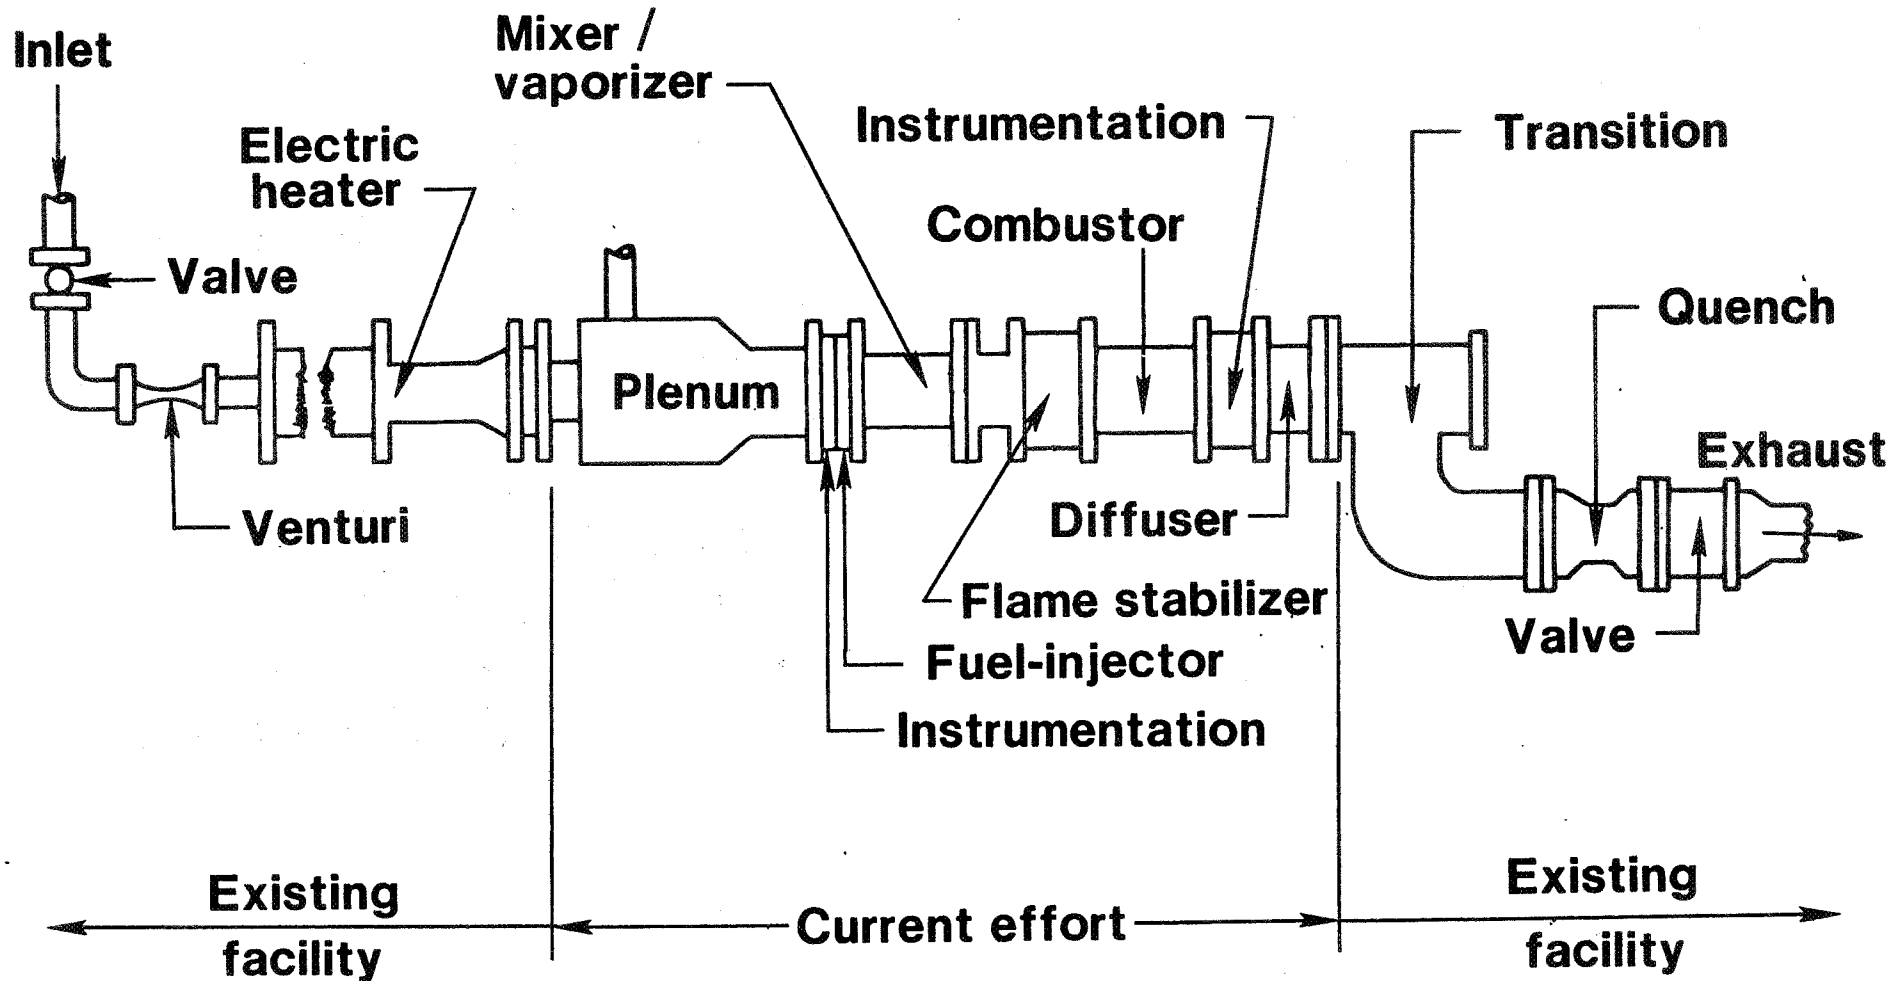 Inlet
Mixer /
vaporizer
Instrumentation
Transition
Electric
heater
Combustor
Valve
Quench
Plenum
Exhaust
Venturi
Diffuser
Flame stabilizer
Valve
Fuel-injector
Instrumentation
Existing
facility
Current effort
Existing
facility